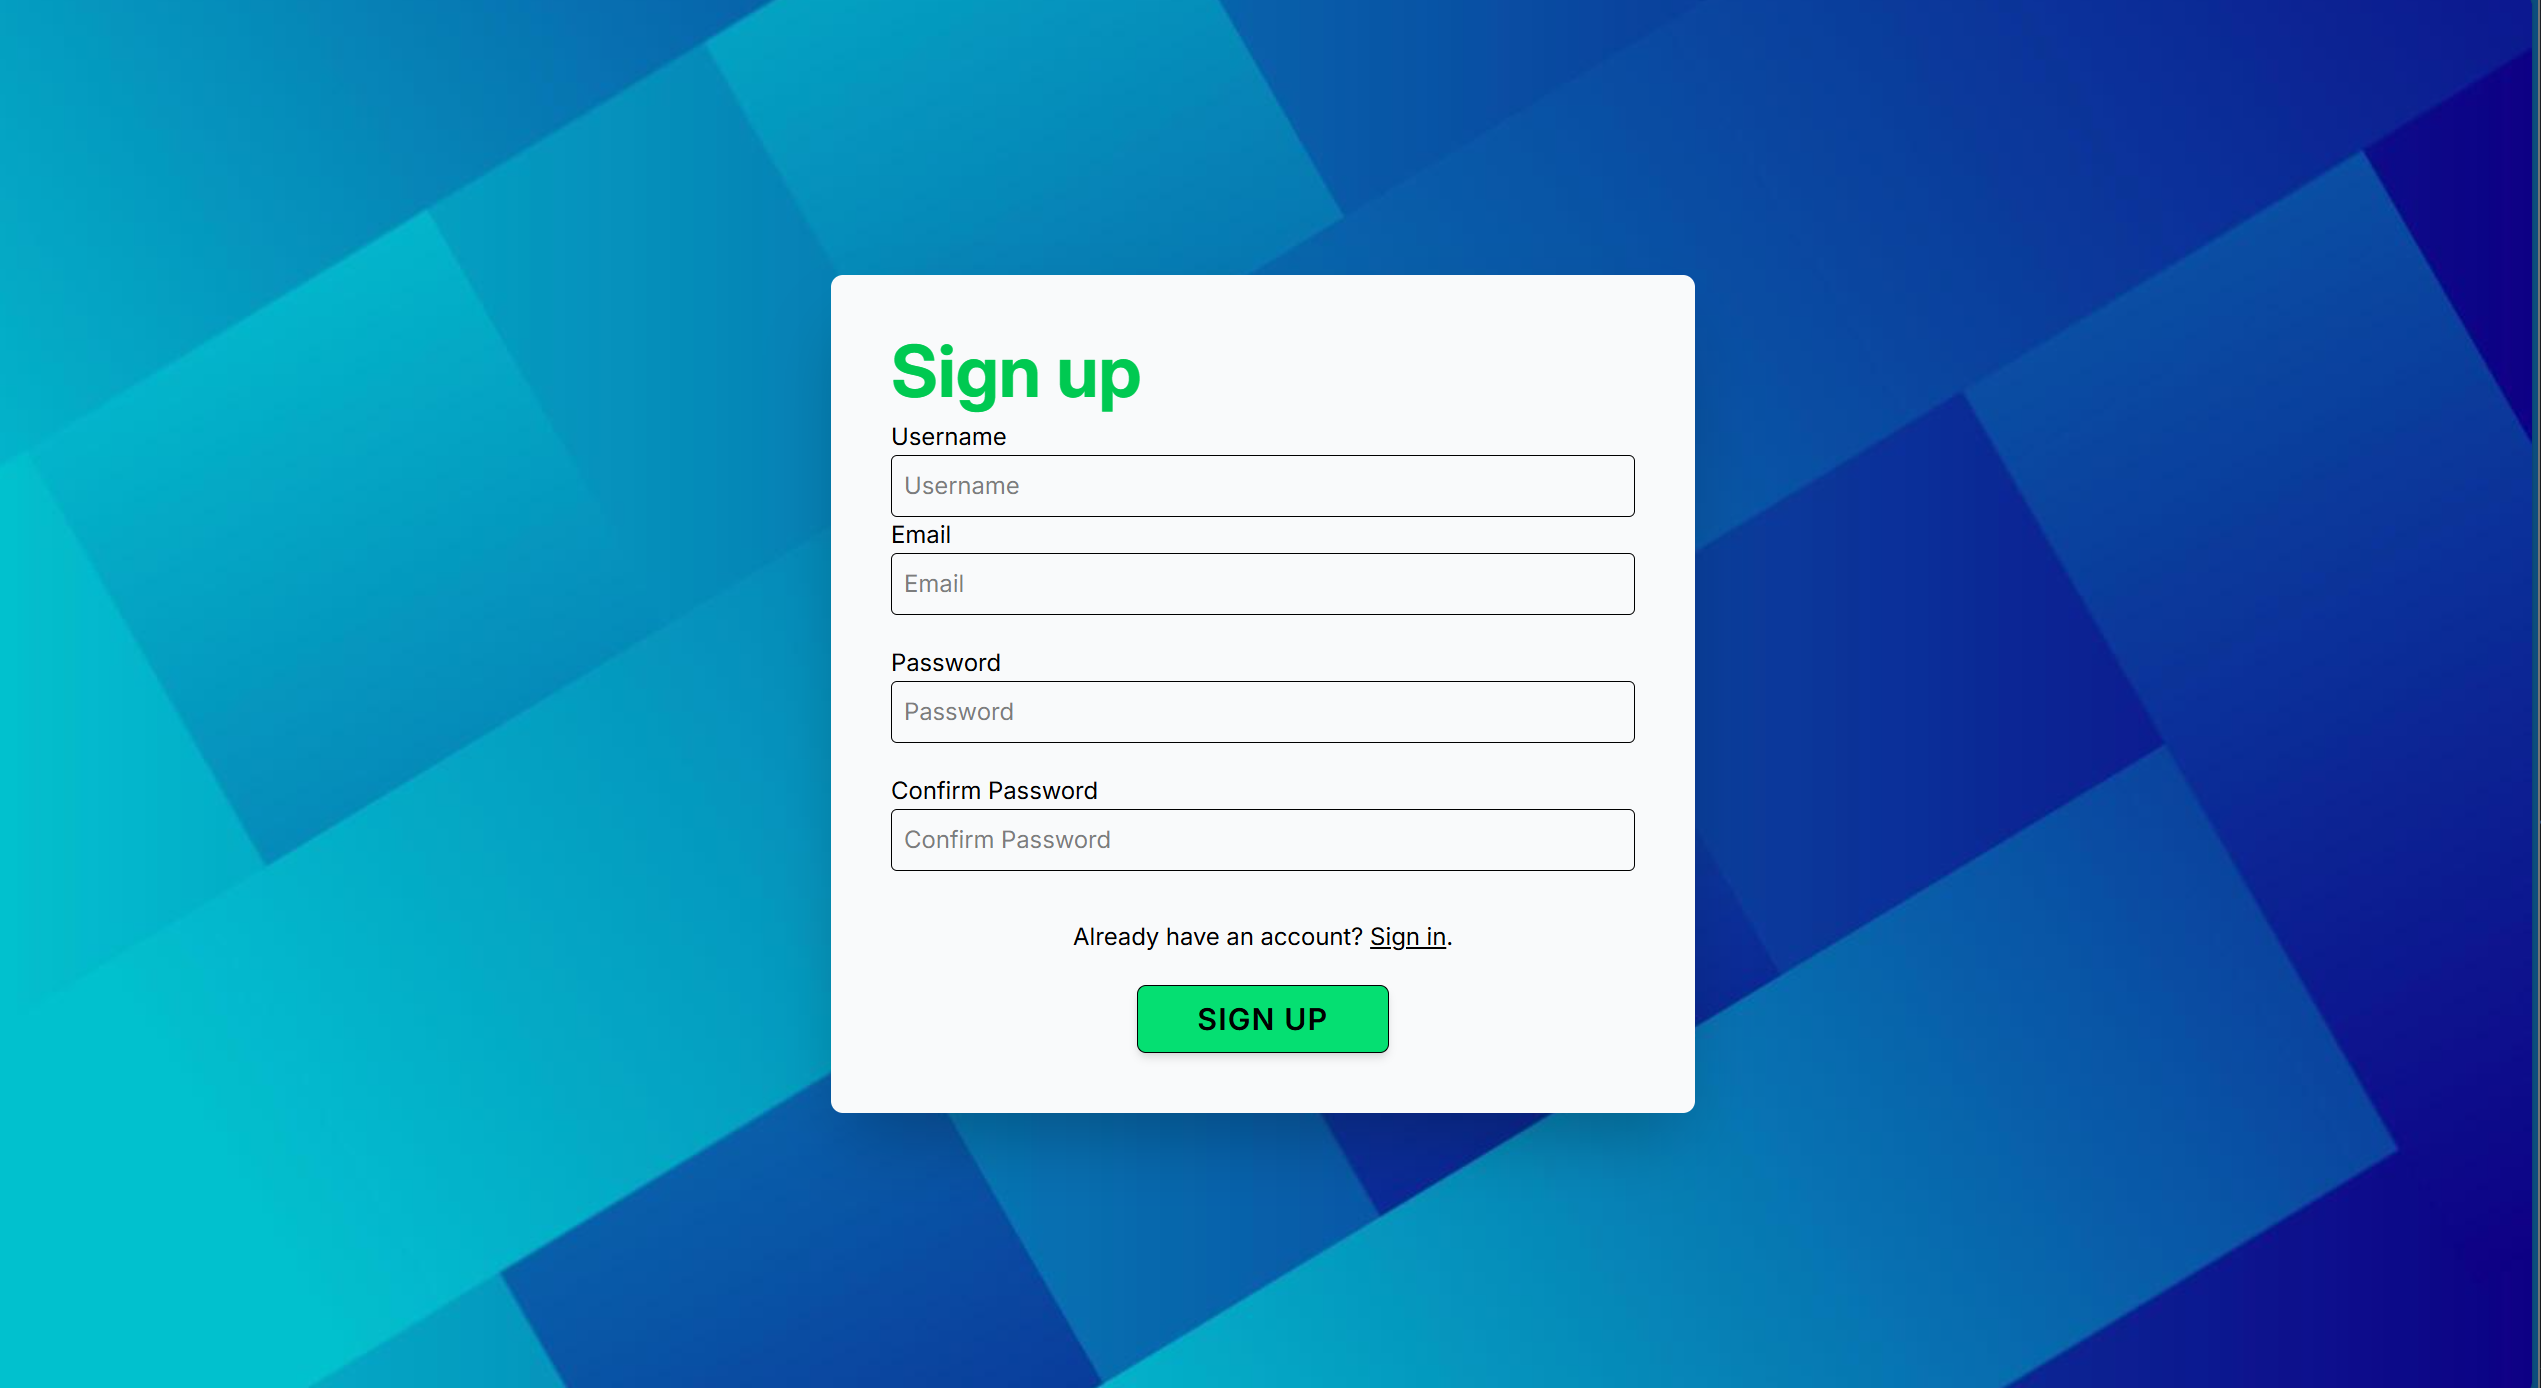 Sign up
Username
Username
Email
Email
Password
Password
Confirm Password
Confirm Password
Already have an account? Sign in.
SIGN UP